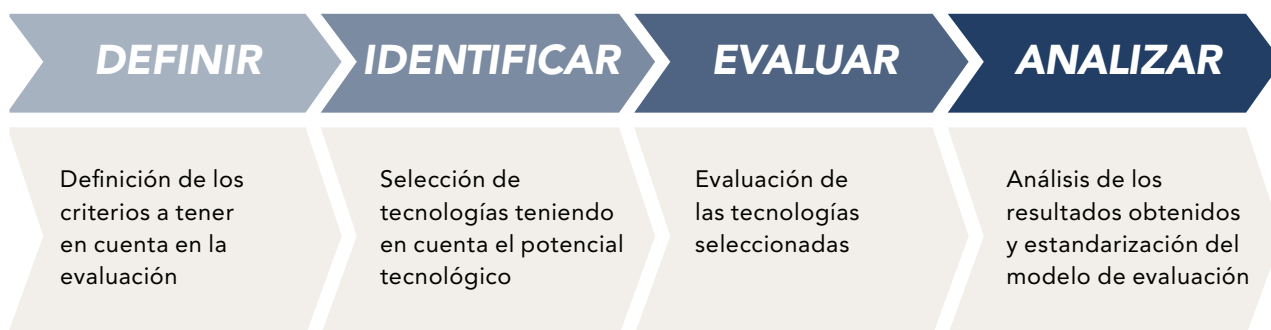 DEFINIR
IDENTIFICAR
EVALUAR
ANALIZAR
Definición de los
criterios a tener
en cuenta en la
evaluación
Selección de
tecnologías teniendo
en cuenta el potencial
tecnológico
Evaluación de
las tecnologías
seleccionadas
Análisis de los
resultados obtenidos
y estandarización del
modelo de evaluación